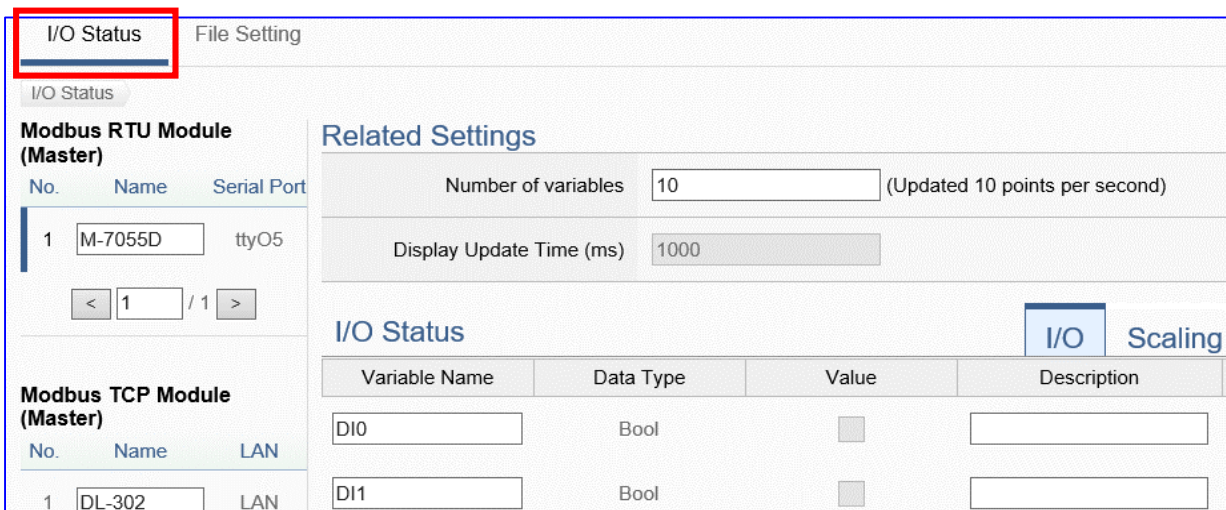 I/O Status File Setting
I/O Status
Modbus RTU Module
(Master)
No. Name Serial Port
1 M-7055D ttyO5
< 1 / 1 >
Modbus TCP Module
(Master)
No. Name LAN
1 DL-302 LAN
Related Settings
Number of variables 10 (Updated 10 points per second)
Display Update Time (ms) 1000
I/O Status I/O Scaling
Variable Name Data Type Value Description
DI0 Bool
DI1 Bool